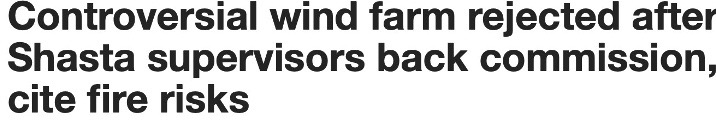 Controversial wind farm rejected after
Shasta supervisors back commission,
cite fire risks